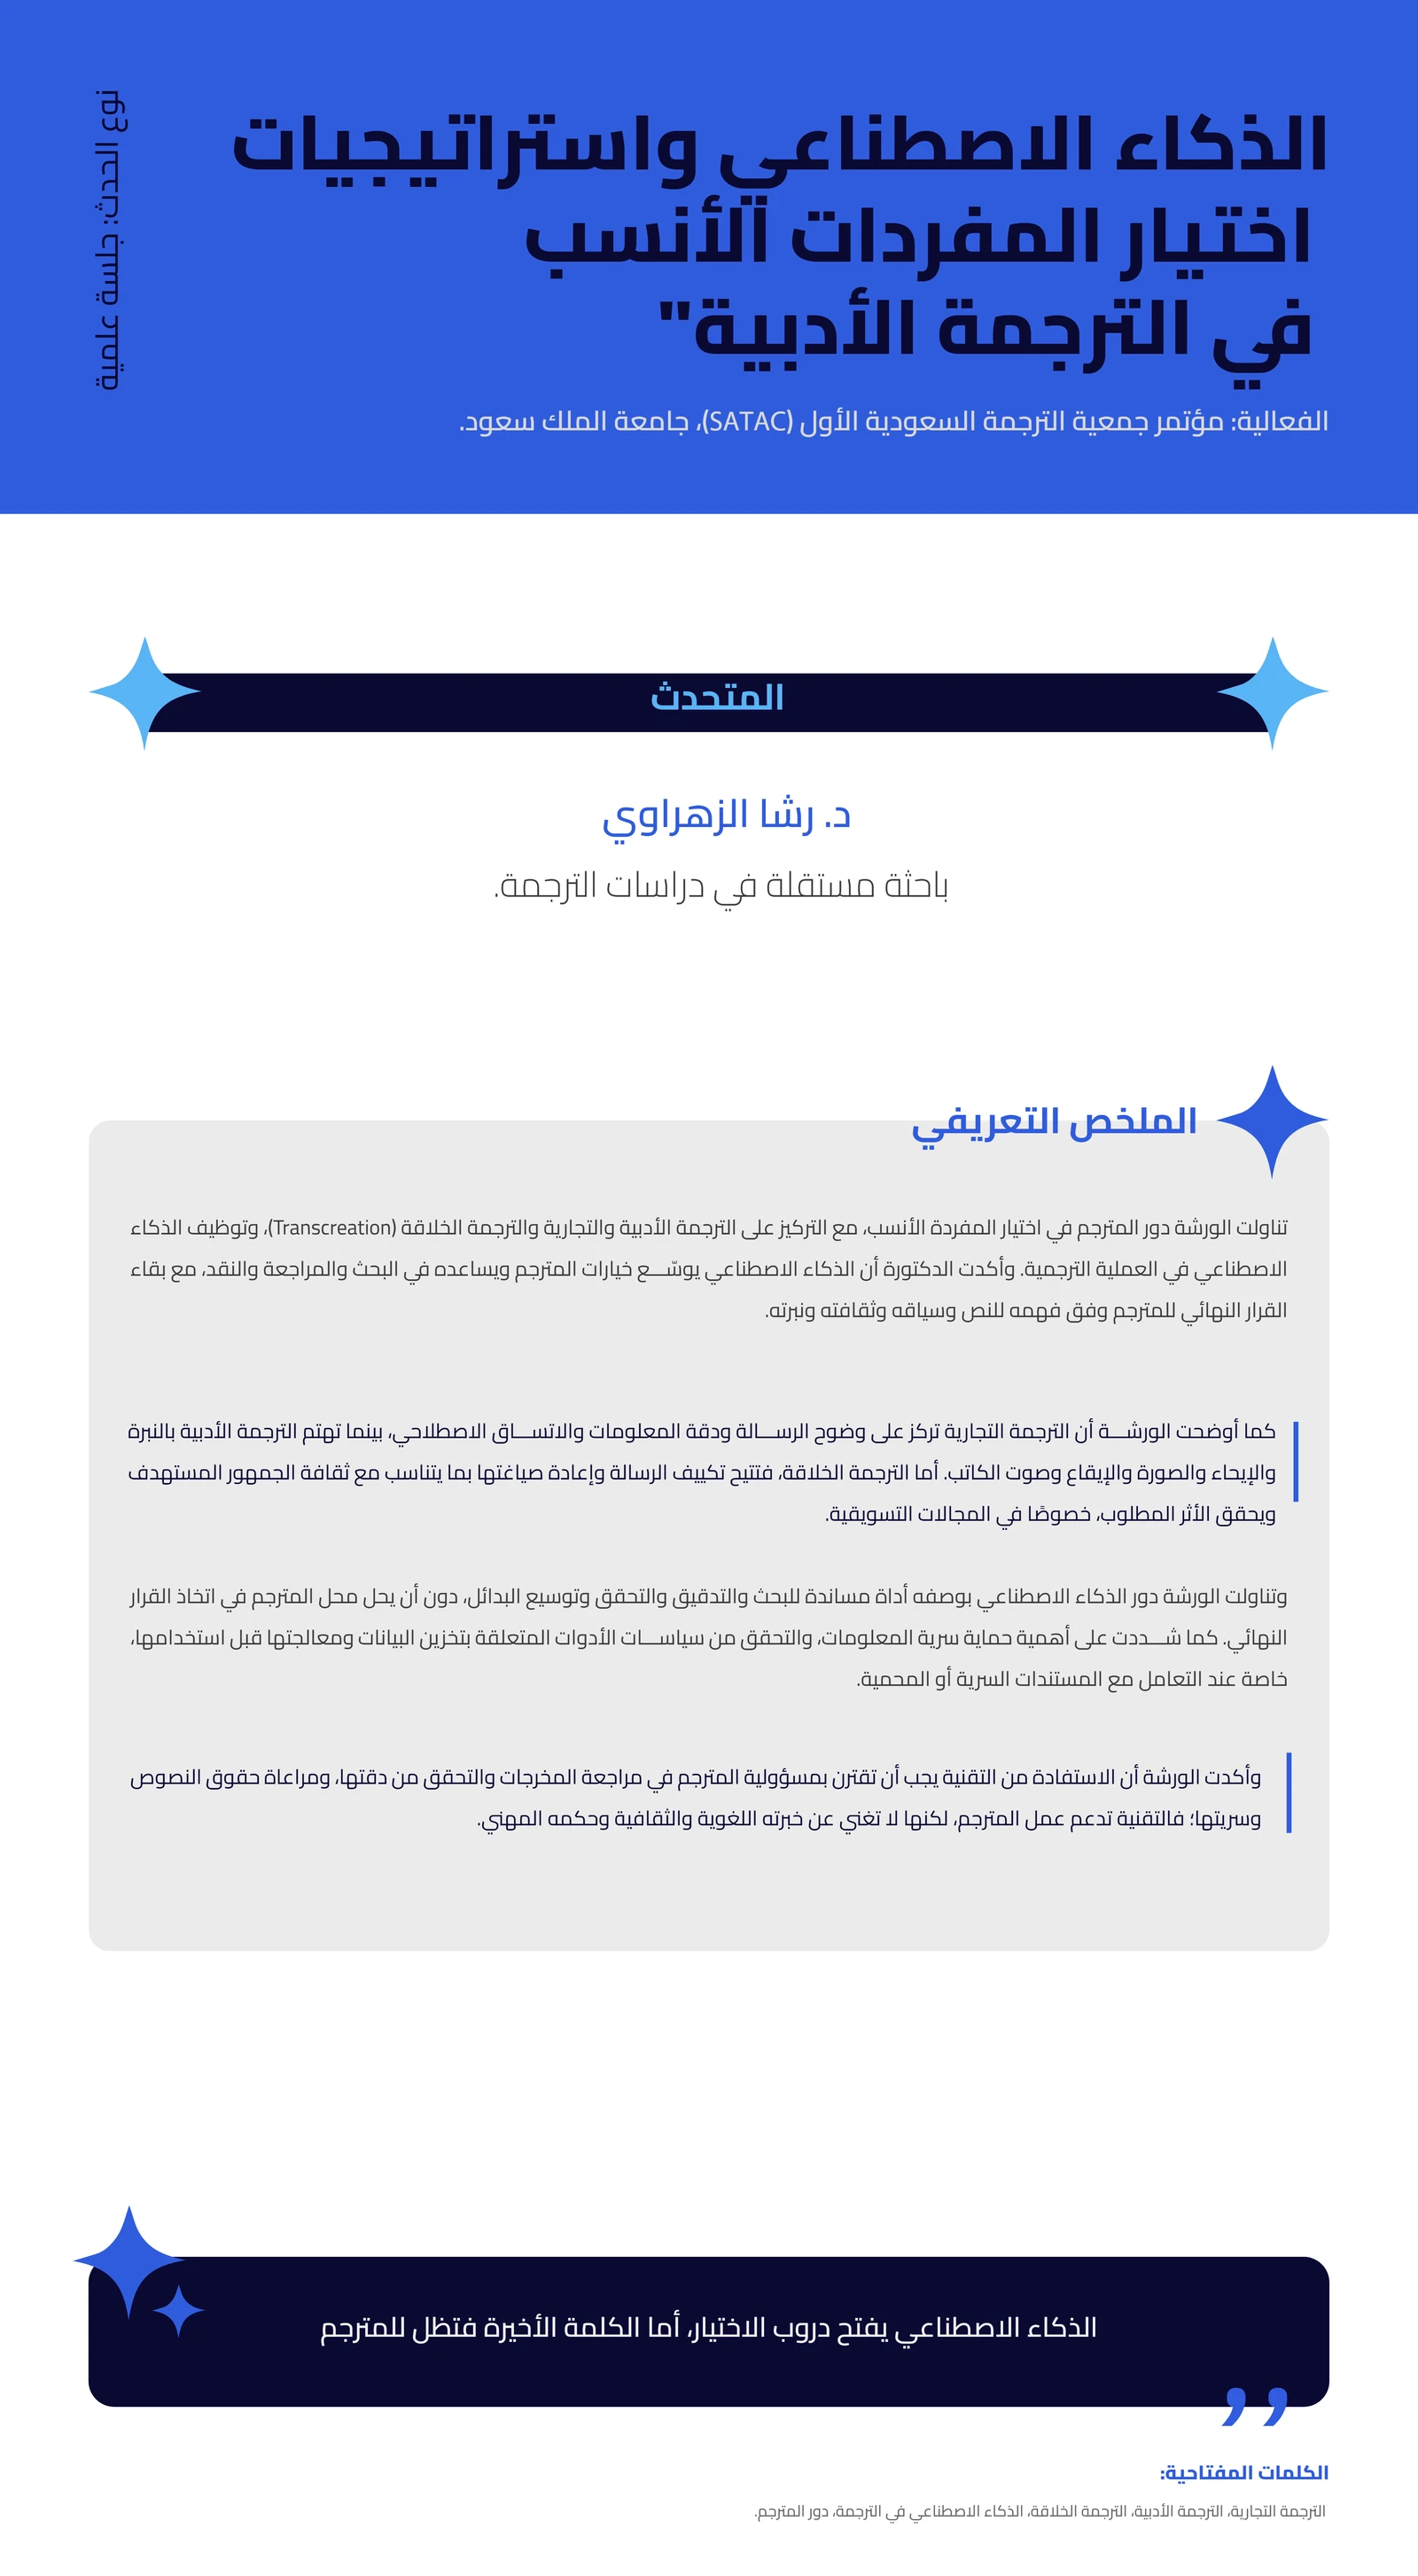 الذكاء الاصطناعي واستراتيجيات
اختيار المفردات الأنسب
في الترجمة الأدبية"
الفعالية: مؤتمر جمعية الترجمة السعودية الأول (SATAC)، جامعة الملك سعود.
نوع الحدث: جلسة علمية
المتحدث
د. رشا الزهراوي
باحثة مستقلة في دراسات الترجمة.
الملخص التعريفي
تناولت الورشة دور المترجم في اختيار المفردة الأنسب، مع التركيز على الترجمة الأدبية والتجارية والترجمة الخلاقة (Transcreation)، وتوظيف الذكاء
الاصطناعي في العملية الترجمية. وأكدت الدكتورة أن الذكاء الاصطناعي يوسّـــع خيارات المترجم ويساعده في البحث والمراجعة والنقد، مع بقاء
القرار النهائي للمترجم وفق فهمه للنص وسياقه وثقافته ونبرته.
كما أوضحت الورشـــة أن الترجمة التجارية تركز على وضوح الرســـالة ودقة المعلومات والاتســـاق الاصطلاحي، بينما تهتم الترجمة الأدبية بالنبرة
والإيحاء والصورة والإيقاع وصوت الكاتب. أما الترجمة الخلاقة، فتتيح تكييف الرسالة وإعادة صياغتها بما يتناسب مع ثقافة الجمهور المستهدف
ويحقق الأثر المطلوب، خصوصًا في المجالات التسويقية.
وتناولت الورشة دور الذكاء الاصطناعي بوصفه أداة مساندة للبحث والتدقيق والتحقق وتوسيع البدائل، دون أن يحل محل المترجم في اتخاذ القرار
النهائي. كما شـــددت على أهمية حماية سرية المعلومات، والتحقق من سياســـات الأدوات المتعلقة بتخزين البيانات ومعالجتها قبل استخدامها،
خاصة عند التعامل مع المستندات السرية أو المحمية.
وأكدت الورشة أن الاستفادة من التقنية يجب أن تقترن بمسؤولية المترجم في مراجعة المخرجات والتحقق من دقتها، ومراعاة حقوق النصوص
وسريتها؛ فالتقنية تدعم عمل المترجم، لكنها لا تغني عن خبرته اللغوية والثقافية وحكمه المهني.
الذكاء الاصطناعي يفتح دروب الاختيار، أما الكلمة الأخيرة فتظل للمترجم
”
الكلمات المفتاحية:
الترجمة التجارية، الترجمة الأدبية، الترجمة الخلاقة، الذكاء الاصطناعي في الترجمة، دور المترجم.